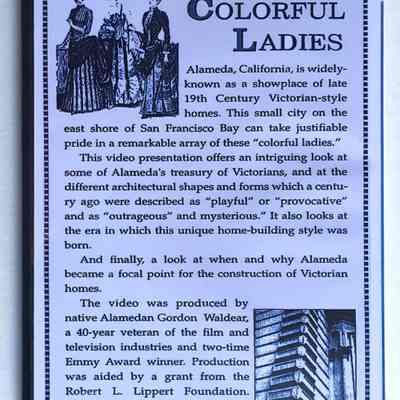 COLORFUL
LADIES
Alameda, California, is widely-
known as a showplace of late
19th Century Victorian-style
homes. This small city on the
east shore of San Francisco Bay can take justifiable
pride in a remarkable array of these “colorful ladies.”
This video presentation offers an intriguing look at
some of Alameda’s treasury of Victorians, and at the
different architectural shapes and forms which a centu-
ry ago were described as “playful” or “provocative”
and as “outrageous” and mysterious.” It also looks at
the era in which this unique home-building style was
born.
And finally, a look at when and why Alameda
became a focal point for the construction of Victorian
homes.
The video was produced by
native Alamedan Gordon Waldear,
a 40-year veteran of the film and
television industries and two-time
Emmy Award winner. Production
was aided by a grant from the
Robert L. Lippert Foundation.